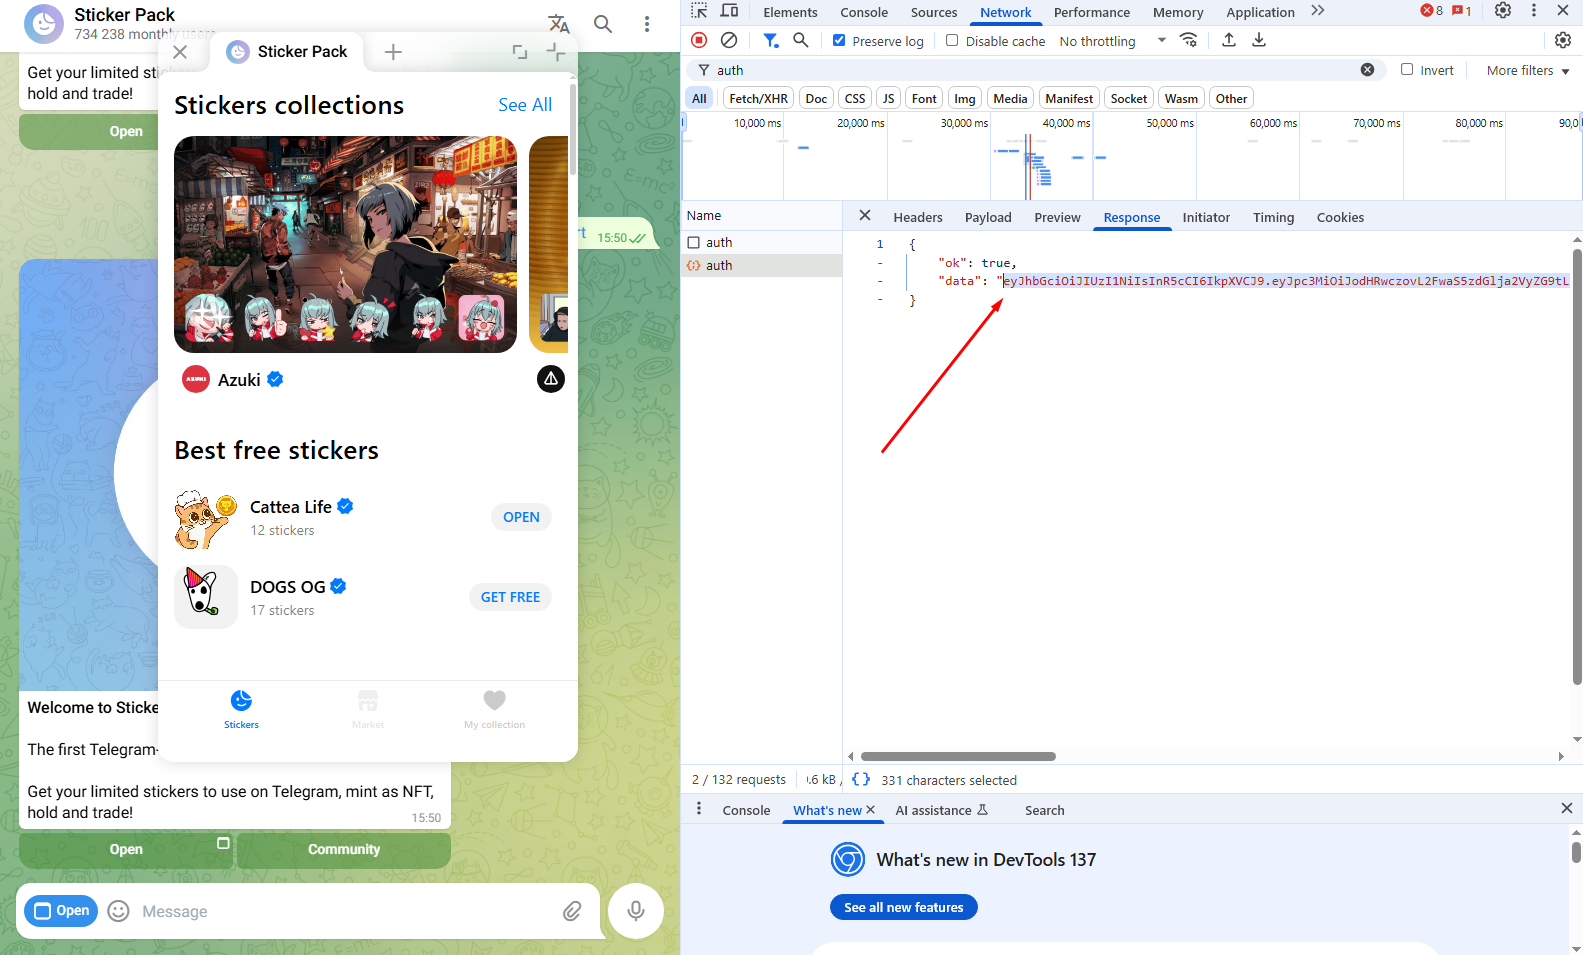 Sticker Pack
734 238 monthly users
Sticker Pack
Get your limited stick
hold and trade!
Open
Stickers collections
See All
15:50
Azuki
Best free stickers
Cattea Life
12 stickers
OPEN
DOGS OG
17 stickers
GET FREE
Stickers
Market
My collection
Welcome to Sticke
The first Telegram-
Get your limited stickers to use on Telegram, mint as NFT,
hold and trade!
15:50
Open
Community
Open
Message
Elements
Console
Sources
Network
Performance
Memory
Application
8
1
Preserve log
Disable cache
No throttling
auth
Invert
More filters
All
Fetch/XHR
Doc
CSS
JS
Font
Img
Media
Manifest
Socket
Wasm
Other
10,000 ms
20,000 ms
30,000 ms
40,000 ms
50,000 ms
60,000 ms
70,000 ms
80,000 ms
90,0
Name
Headers
Payload
Preview
Response
Initiator
Timing
Cookies
auth
auth
1 {
- "ok": true,
- "data": "eyJhbGciOiJIUzI1NiIsInR5cCI6IkpXVCJ9.eyJpc3MiOiJodHRwczovL2FwaS5zdGlja2VyZG9tL
- }
2 / 132 requests
.6 kB /
{ } 331 characters selected
Console
What's new
AI assistance
Search
What's new in DevTools 137
See all new features